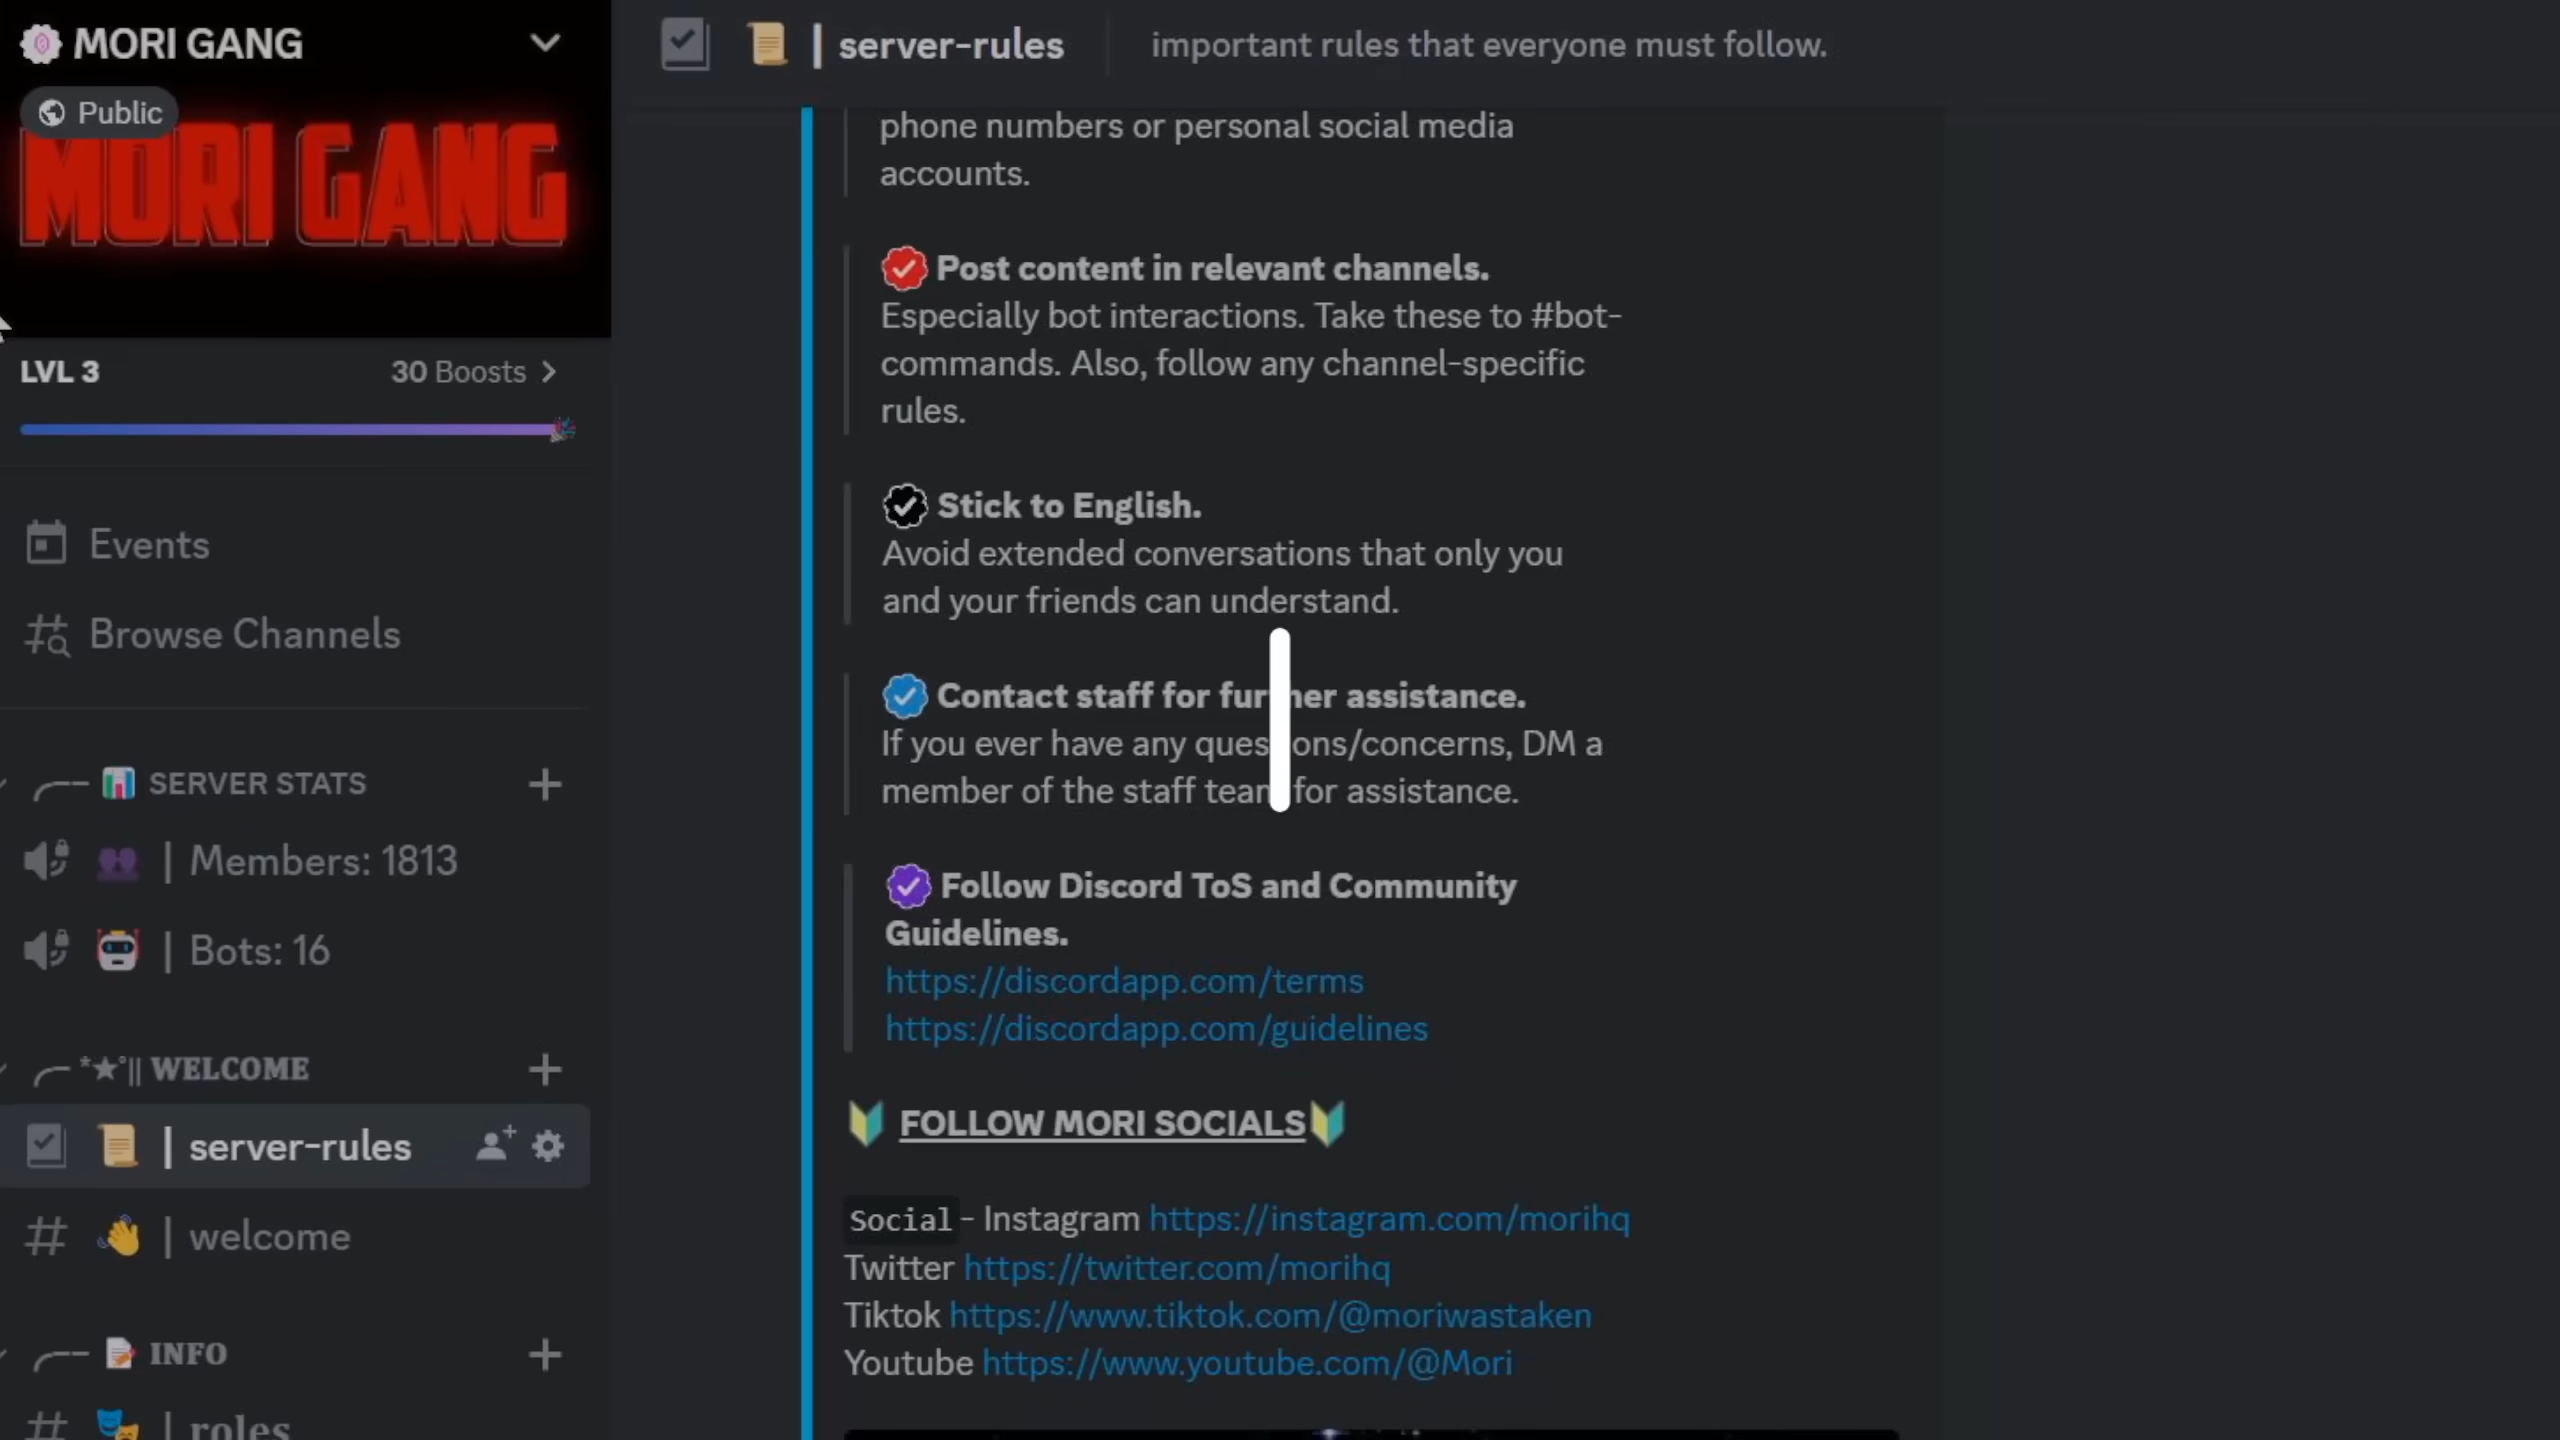 MORI GANG
Public
MORI GANG
LVL 3
30 Boosts
Events
Browse Channels
SERVER STATS
| Members: 1813
| Bots: 16
*★°|| WELCOME
| server-rules
| welcome
INFO
| roles
| server-rules
important rules that everyone must follow.
phone numbers or personal social media
accounts.
Post content in relevant channels.
Especially bot interactions. Take these to #bot-
commands. Also, follow any channel-specific
rules.
Stick to English.
Avoid extended conversations that only you
and your friends can understand.
Contact staff for further assistance.
If you ever have any questions/concerns, DM a
member of the staff team for assistance.
Follow Discord ToS and Community
Guidelines.
https://discordapp.com/terms
https://discordapp.com/guidelines
FOLLOW MORI SOCIALS
Social - Instagram https://instagram.com/morihq
Twitter https://twitter.com/morihq
Tiktok https://www.tiktok.com/@moriwastaken
Youtube https://www.youtube.com/@Mori